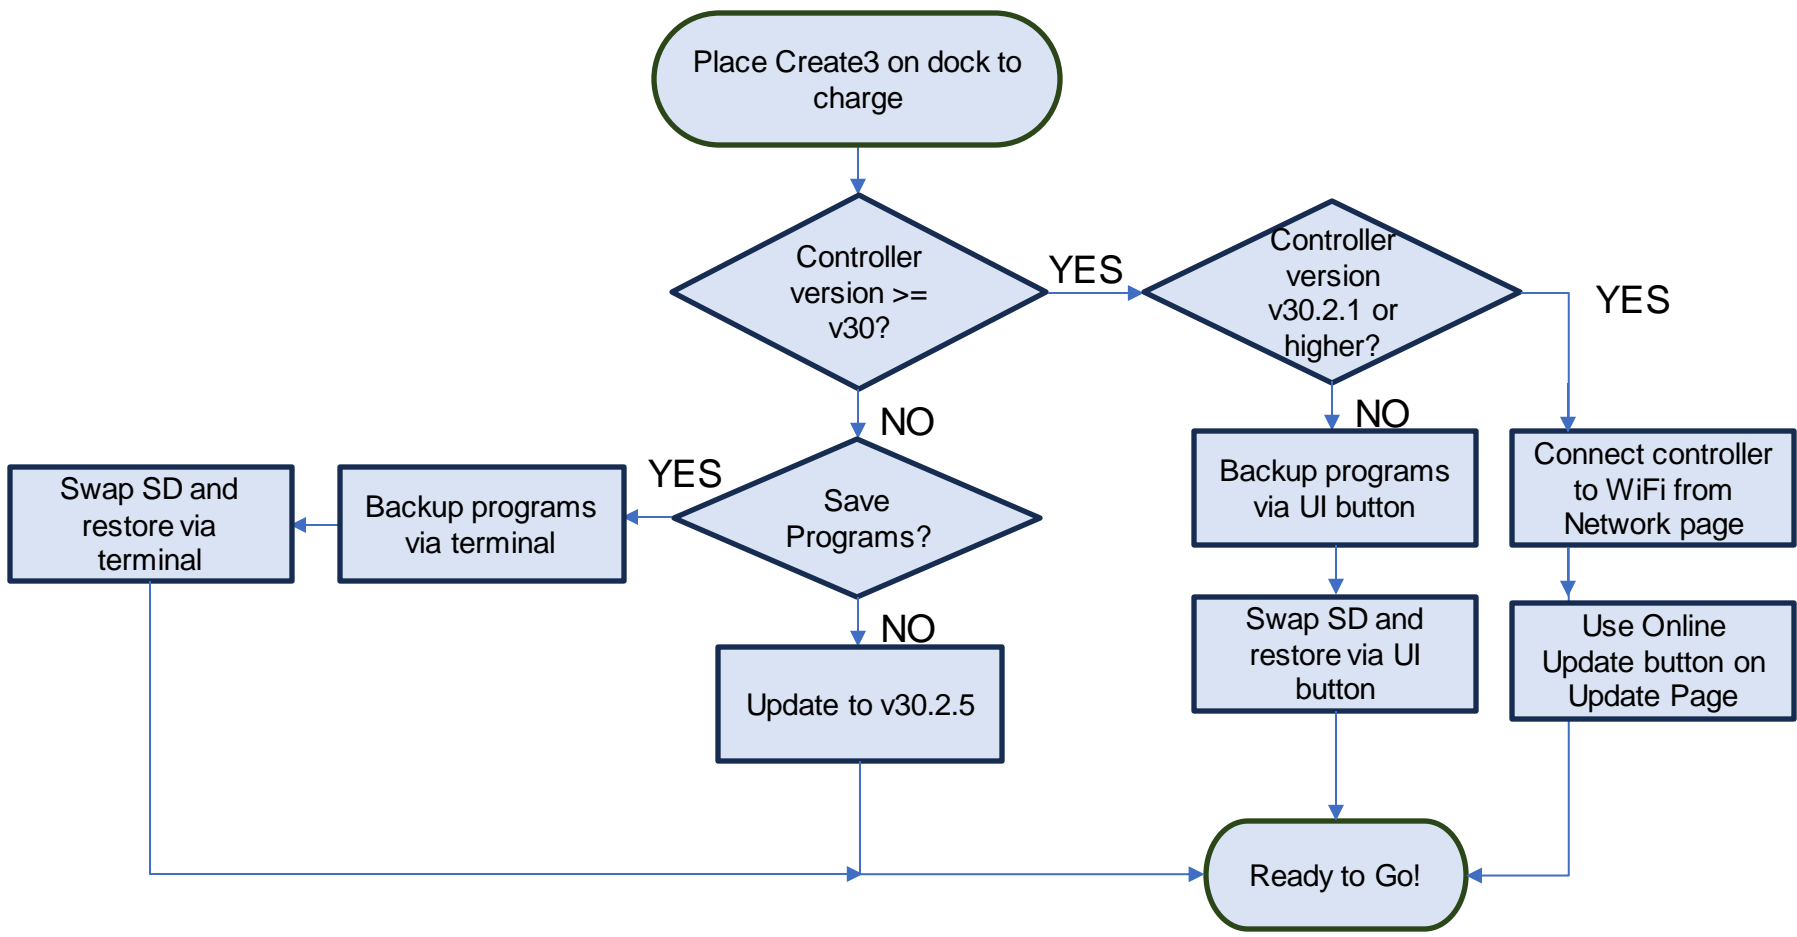 Place Create3 on dock to
charge
Controller
version >=
v30?
YES
Controller
version
v30.2.1 or
higher?
YES
NO
NO
Save
Programs?
YES
Backup programs
via terminal
Swap SD and
restore via
terminal
NO
Update to v30.2.5
Backup programs
via UI button
Swap SD and
restore via UI
button
Connect controller
to WiFi from
Network page
Use Online
Update button on
Update Page
Ready to Go!